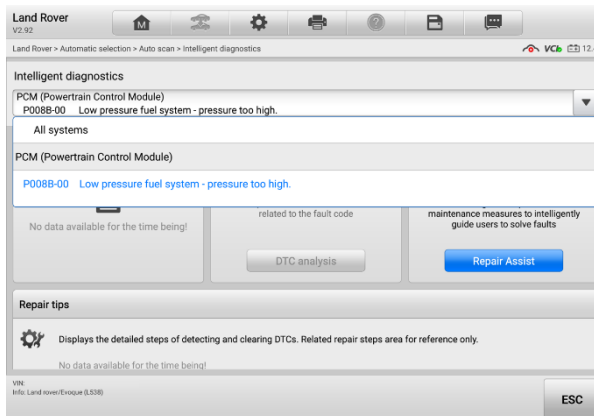 Land Rover
V2.92
M
?
Land Rover > Automatic selection > Auto scan > Intelligent diagnostics
VCI
12.
Intelligent diagnostics
PCM (Powertrain Control Module)
P008B-00 Low pressure fuel system - pressure too high.
All systems
PCM (Powertrain Control Module)
P008B-00 Low pressure fuel system - pressure too high.
No data available for the time being!
related to the fault code
maintenance measures to intelligently
guide users to solve faults
DTC analysis
Repair Assist
Repair tips
Displays the detailed steps of detecting and clearing DTCs. Related repair steps area for reference only.
No data available for the time being!
VIN:
Info: Land rover/Evoque (L538)
ESC